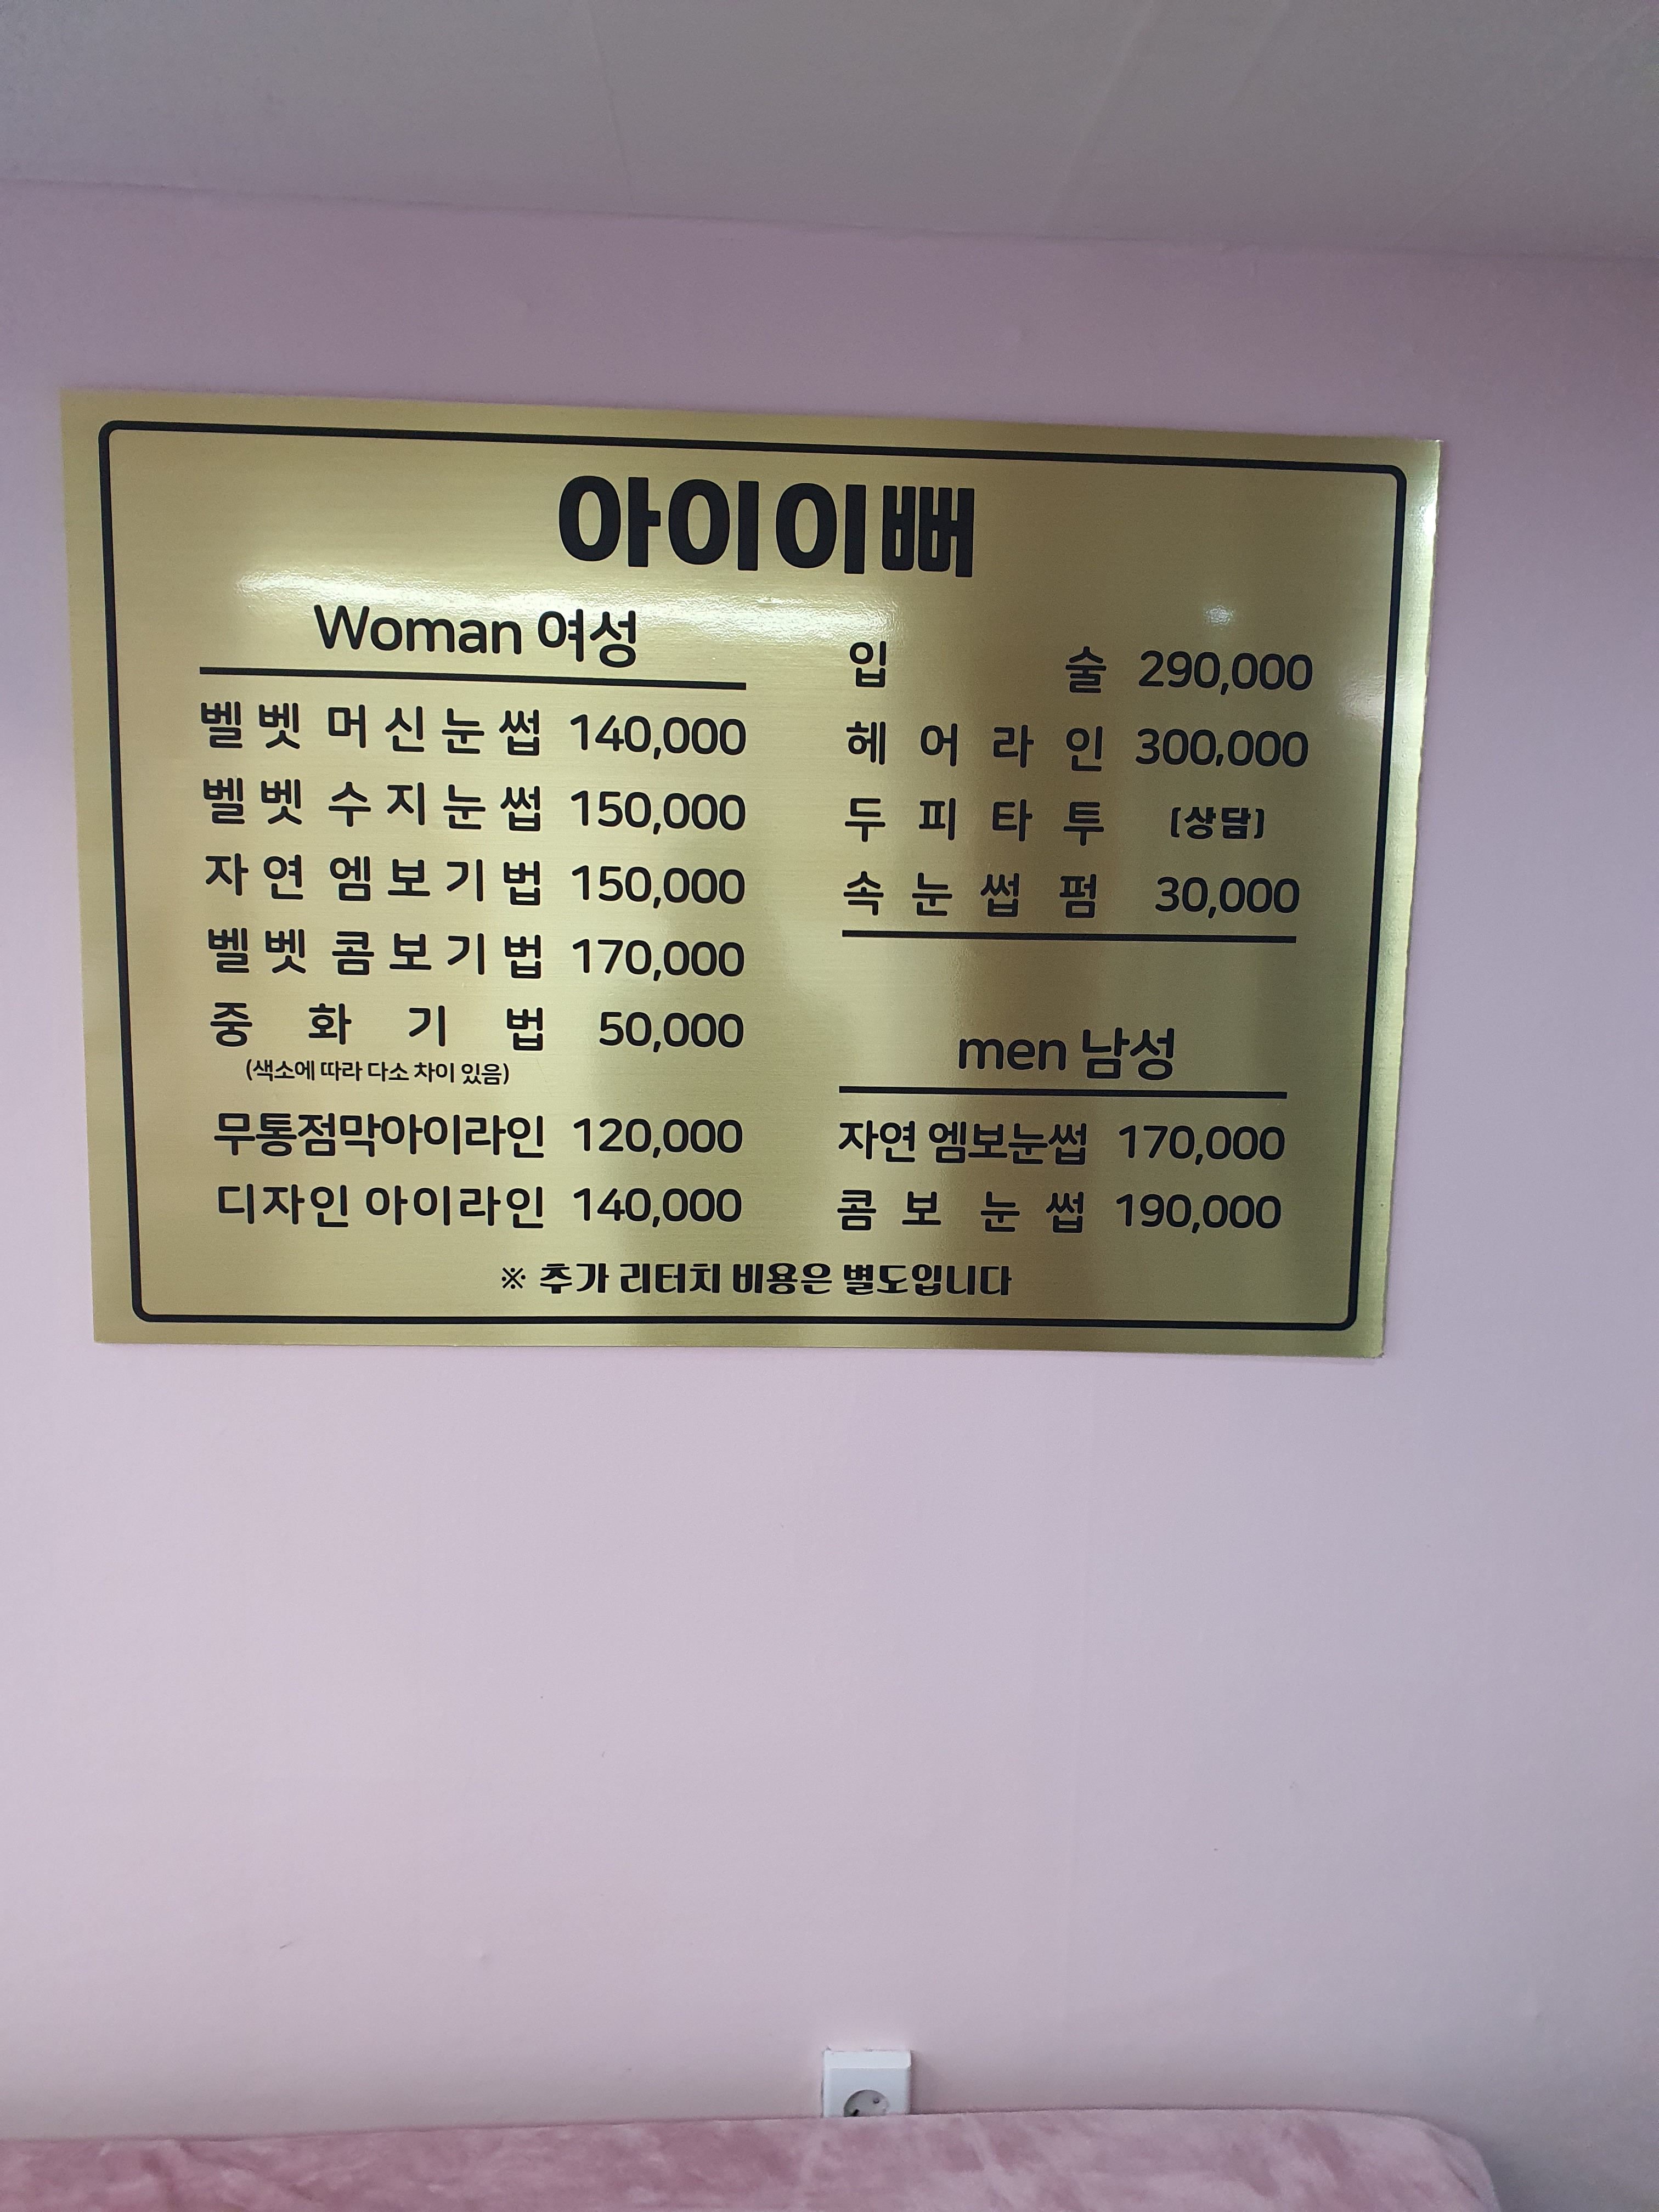 아이이뻐
Woman 여성
벨벳 머신눈썹 140,000
벨벳 수지눈썹 150,000
자연 엠보기법 150,000
벨벳 콤보기법 170,000
중화기법 50,000
(색소에 따라 다소 차이 있음)
무통점막아이라인 120,000
디자인 아이라인 140,000
입술 290,000
헤어라인 300,000
두피타투 [상담]
속눈썹펌 30,000
men 남성
자연 엠보눈썹 170,000
콤보 눈썹 190,000
※ 추가 리터치 비용은 별도입니다